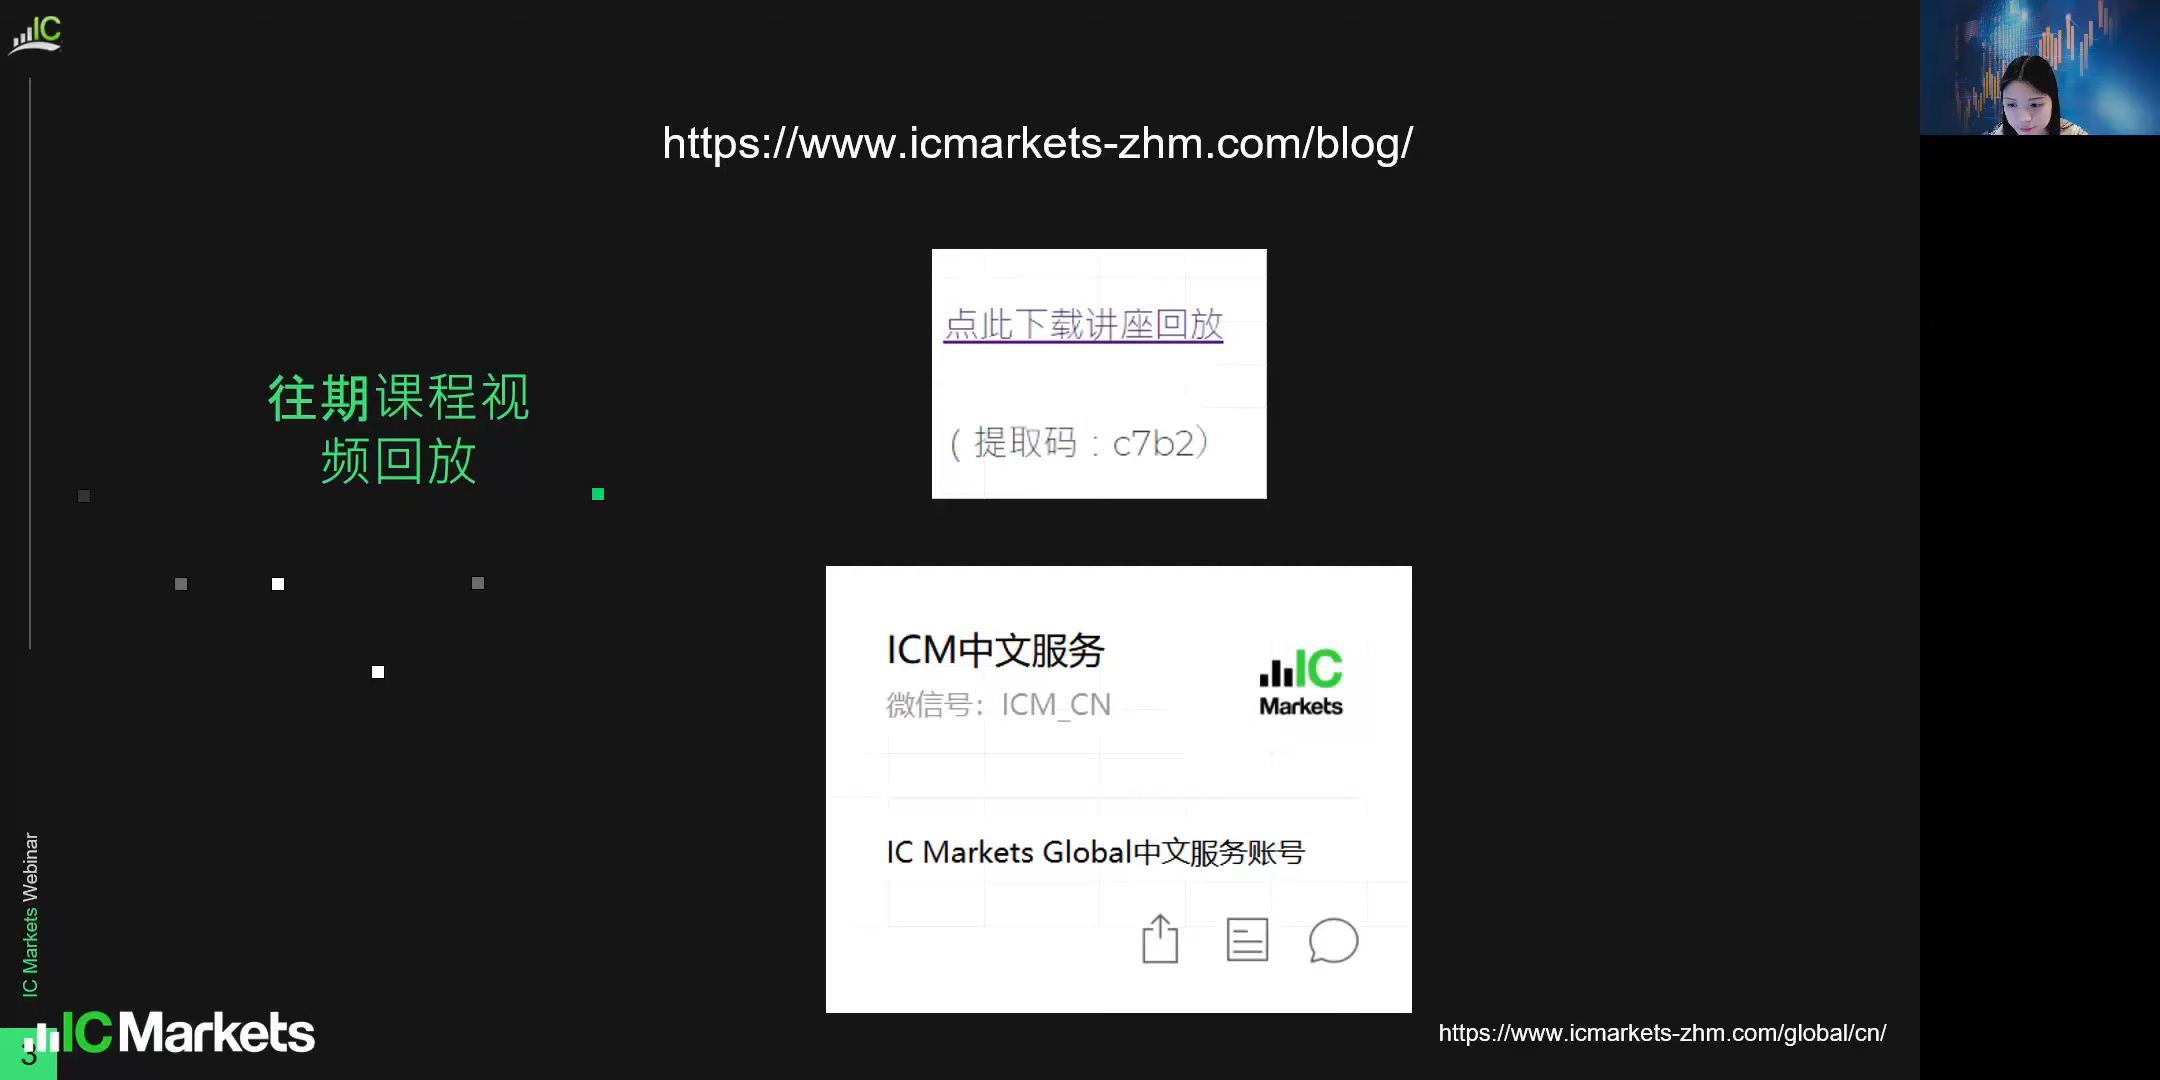 IC
https://www.icmarkets-zhm.com/blog/
点此下载讲座回放
(提取码:c7b2)
往期课程视
频回放
ICM中文服务
微信号: ICM_CN
IC
Markets
IC Markets Global中文服务账号
IC Markets Webinar
IC Markets
3
https://www.icmarkets-zhm.com/global/cn/